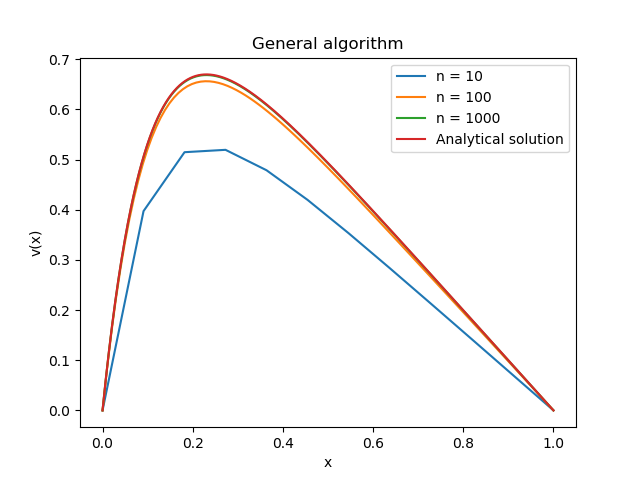 General algorithm
n = 10
n = 100
n = 1000
Analytical solution
0.7
0.6
0.5
0.4
0.3
0.2
0.1
0.0
v(x)
0.0 0.2 0.4 0.6 0.8 1.0
x